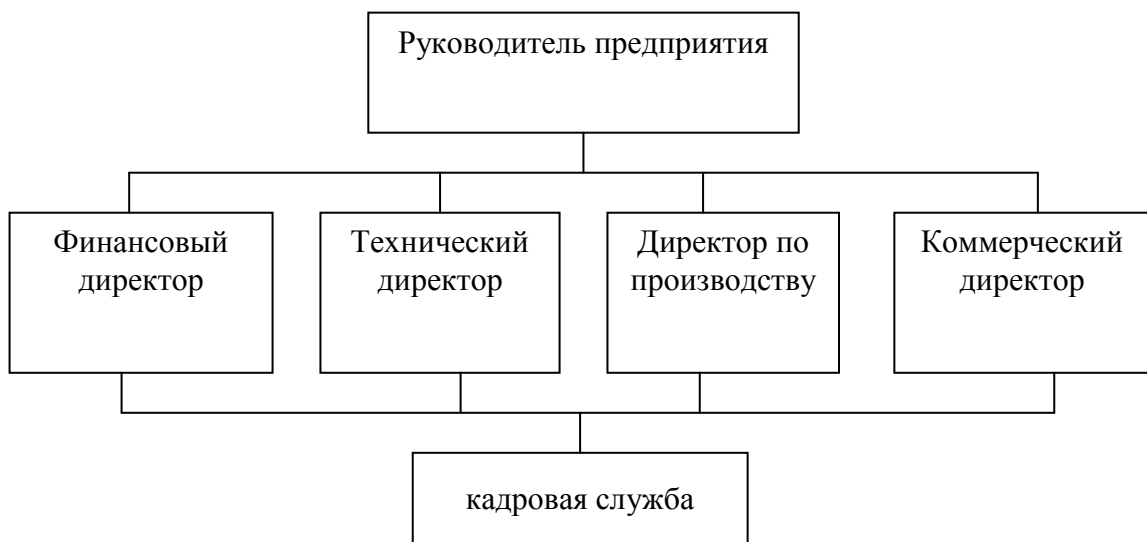 Руководитель предприятия
Финансовый
директор
Технический
директор
Директор по
производству
Коммерческий
директор
кадровая служба